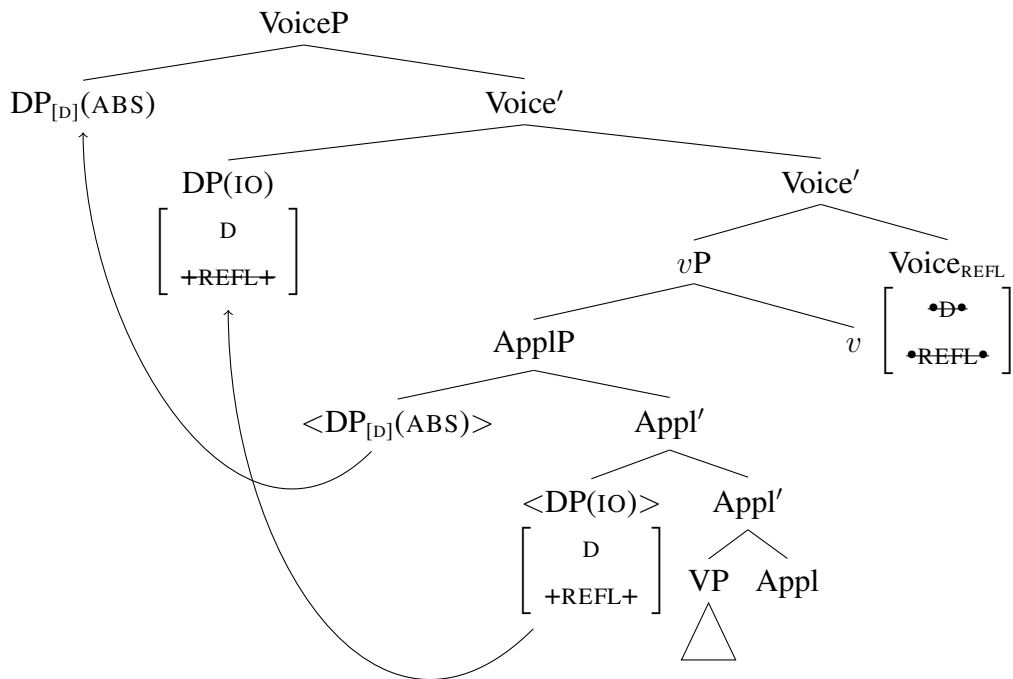 VoiceP
DP[D](ABS)
Voice′
DP(IO)
D
+REFL+
Voice′
vP
VoiceREFL
•D•
•REFL•
ApplP
v
<DP[D](ABS)>
Appl′
<DP(IO)>
D
+REFL+
Appl′
VP
Appl